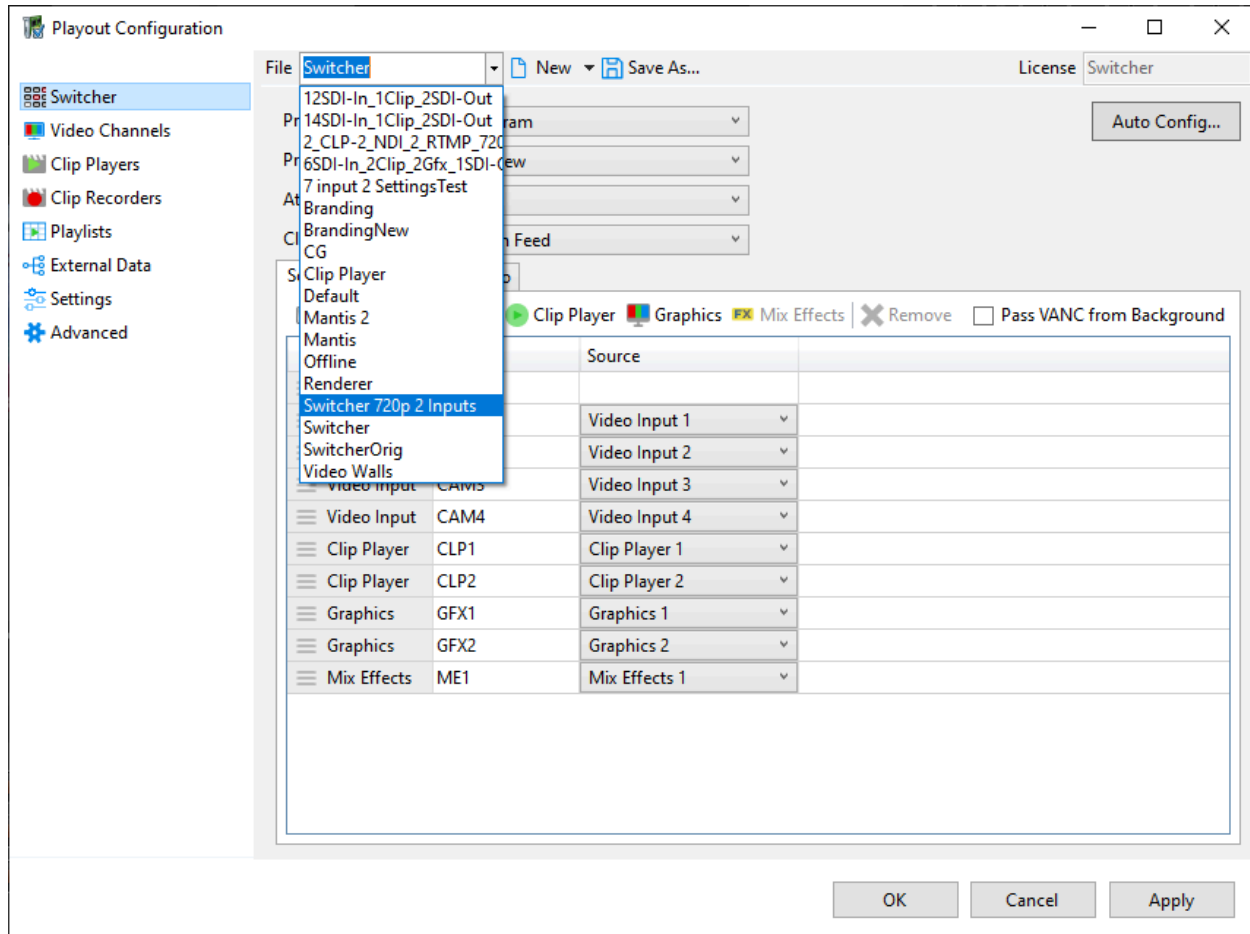 Playout Configuration
File Switcher New Save As... License Switcher
Switcher
Video Channels
Clip Players
Clip Recorders
Playlists
External Data
Settings
Advanced
Auto Config...
12SDI-In_1Clip_2SDI-Out
14SDI-In_1Clip_2SDI-Out
2_CLP-2_NDI_2_RTMP_720
6SDI-In_2Clip_2Gfx_1SDI-
7 input 2 SettingsTest
Branding
BrandingNew
CG
Clip Player
Default
Mantis 2
Mantis
Offline
Renderer
Switcher 720p 2 Inputs
Switcher
SwitcherOrig
Video Walls
Feed
Clip Player Graphics FX Mix Effects Remove Pass VANC from Background
Source
Video Input 1
Video Input 2
Video Input CAM3 Video Input 3
Video Input CAM4 Video Input 4
Clip Player CLP1 Clip Player 1
Clip Player CLP2 Clip Player 2
Graphics GFX1 Graphics 1
Graphics GFX2 Graphics 2
Mix Effects ME1 Mix Effects 1
OK Cancel Apply